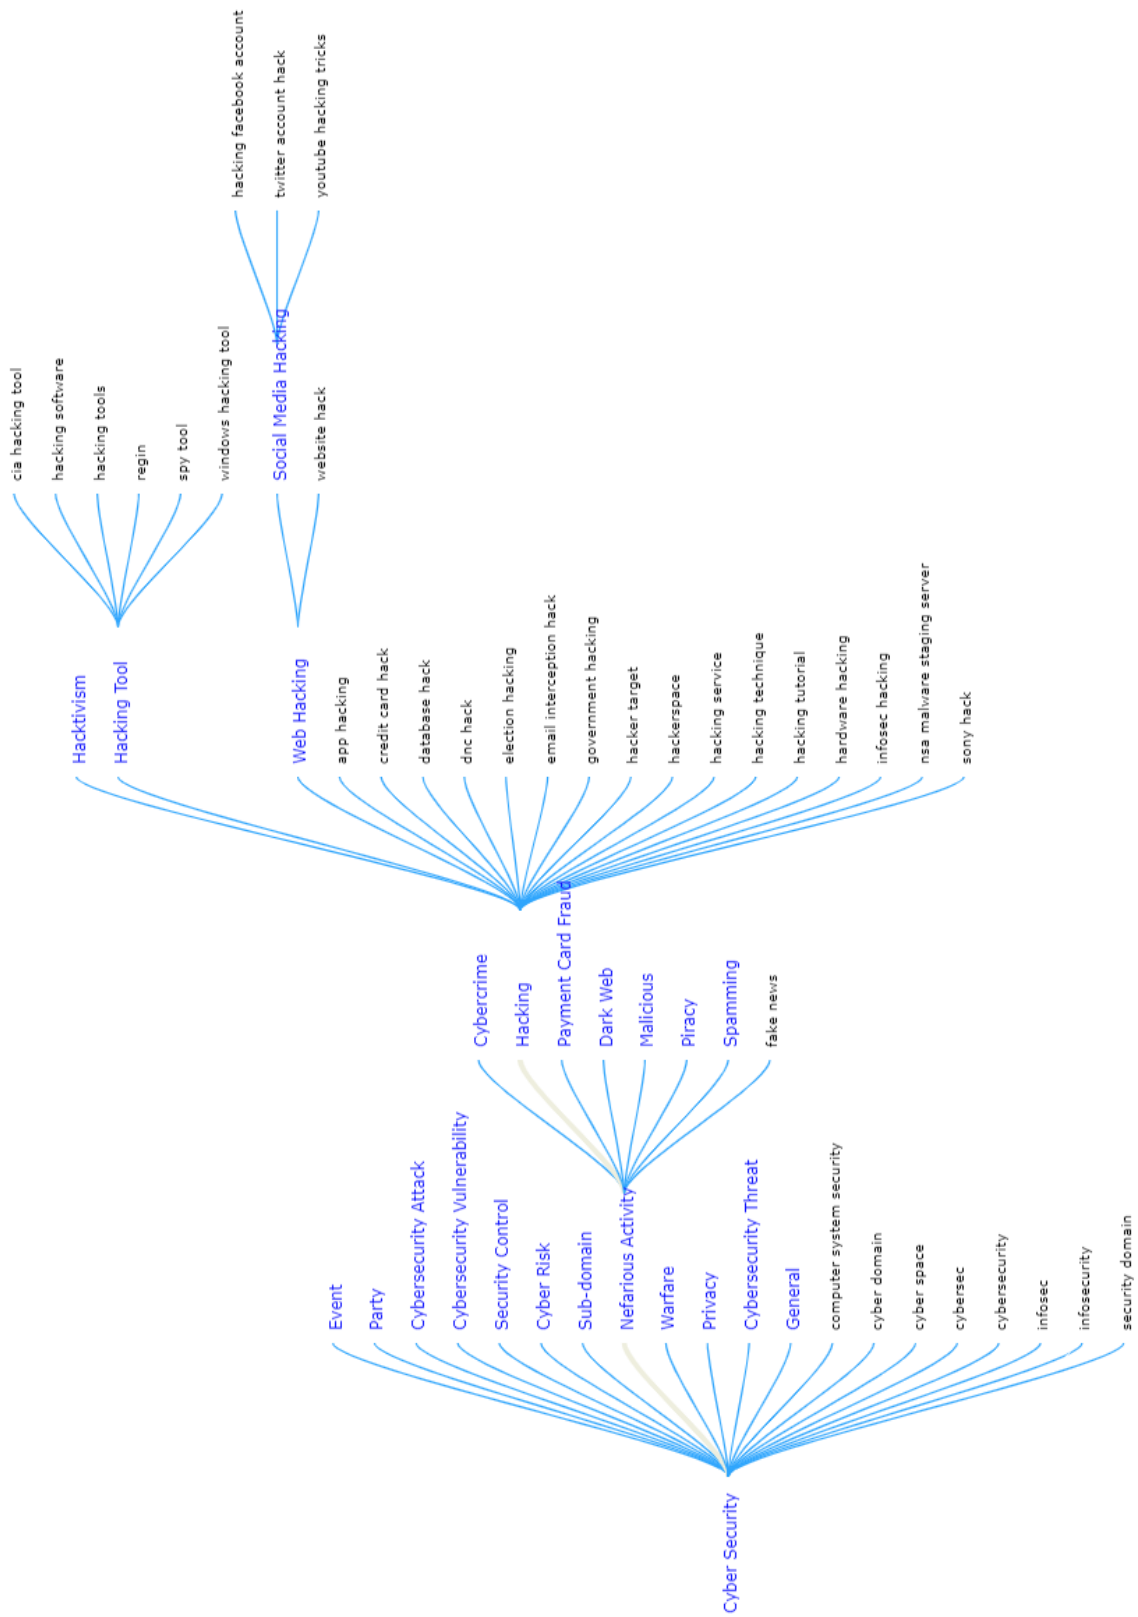 Cyber Security
Event
Party
Cybersecurity Attack
Cybersecurity Vulnerability
Security Control
Cyber Risk
Sub-domain
Nefarious Activity
Warfare
Privacy
Cybersecurity Threat
General
computer system security
cyber domain
cyber space
cybersec
cybersecurity
infosec
infosecurity
security domain
Cybercrime
Hacking
Payment Card Fraud
Dark Web
Malicious
Piracy
Spamming
fake news
Hacktivism
Hacking Tool
Web Hacking
app hacking
credit card hack
database hack
dnc hack
election hacking
email interception hack
government hacking
hacker target
hackerspace
hacking service
hacking technique
hacking tutorial
hardware hacking
infosec hacking
nsa malware staging server
sony hack
cia hacking tool
hacking software
hacking tools
regin
spy tool
windows hacking tool
Social Media Hacking
website hack
hacking facebook account
twitter account hack
youtube hacking tricks